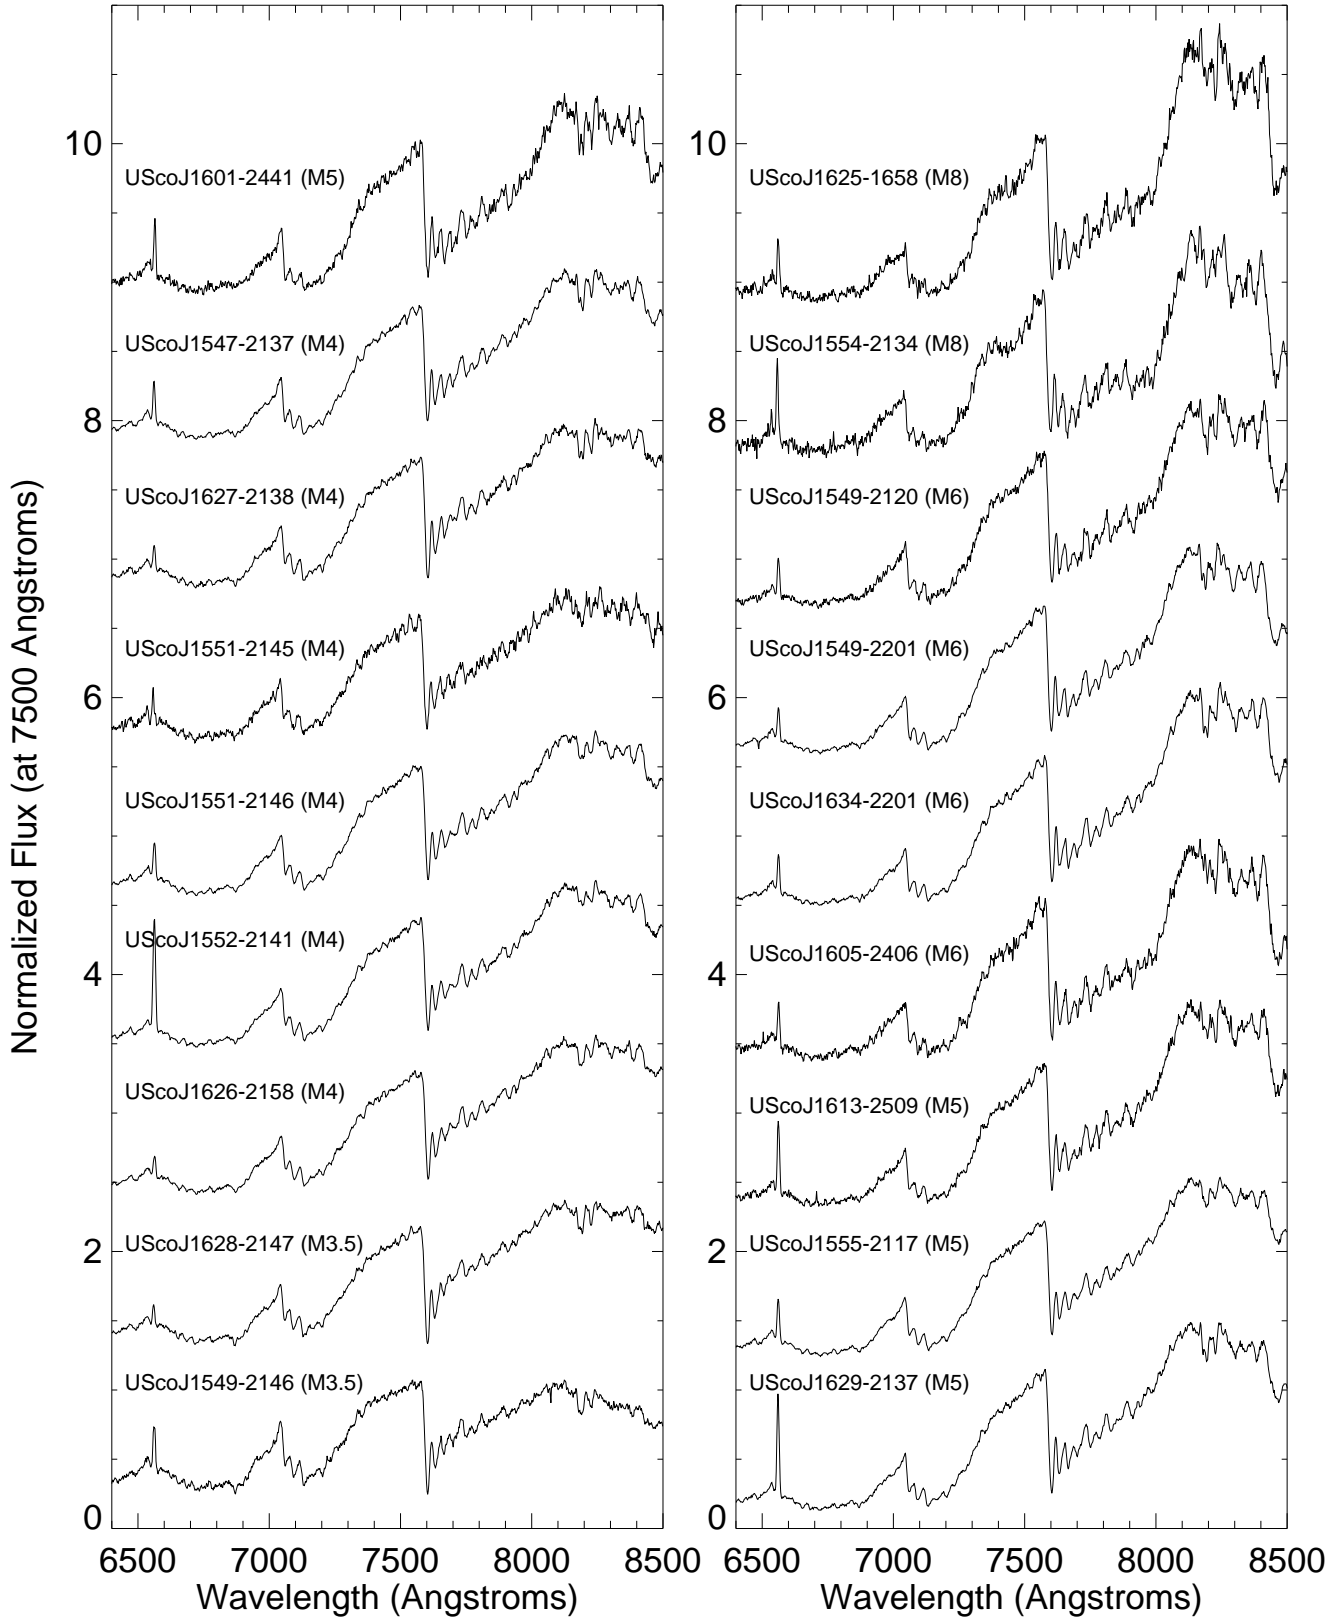 Normalized Flux (at 7500 Angstroms)
10
8
6
4
2
0
UScoJ1601-2441 (M5)
UScoJ1547-2137 (M4)
UScoJ1627-2138 (M4)
UScoJ1551-2145 (M4)
UScoJ1551-2146 (M4)
UScoJ1552-2141 (M4)
UScoJ1626-2158 (M4)
UScoJ1628-2147 (M3.5)
UScoJ1549-2146 (M3.5)
6500 7000 7500 8000 8500
Wavelength (Angstroms)
10
8
6
4
2
0
UScoJ1625-1658 (M8)
UScoJ1554-2134 (M8)
UScoJ1549-2120 (M6)
UScoJ1549-2201 (M6)
UScoJ1634-2201 (M6)
UScoJ1605-2406 (M6)
UScoJ1613-2509 (M5)
UScoJ1555-2117 (M5)
UScoJ1629-2137 (M5)
6500 7000 7500 8000 8500
Wavelength (Angstroms)